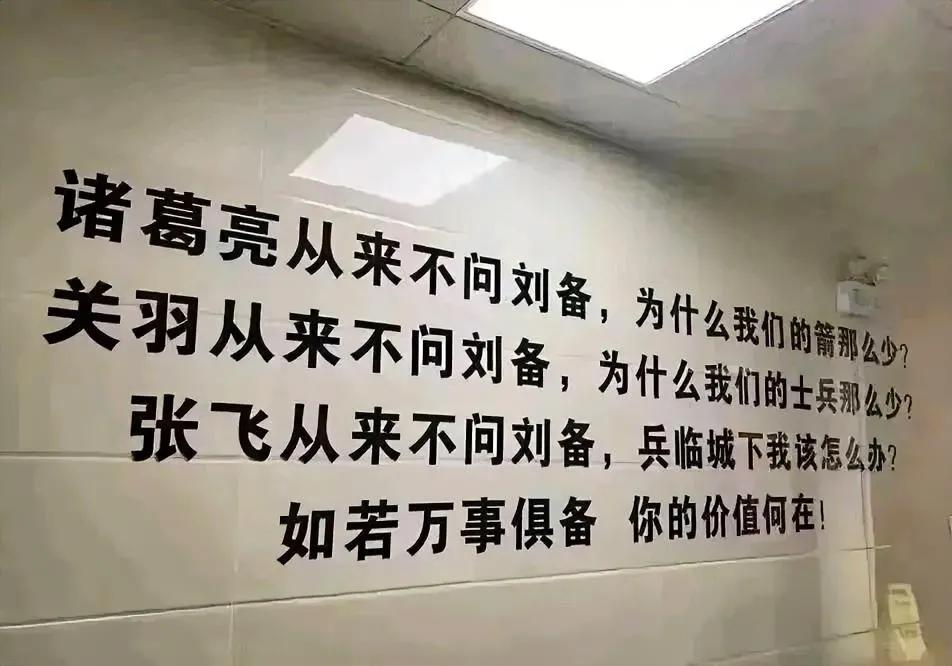 诸葛亮从来不问刘备，为什么我们的箭那么少?
关羽从来不问刘备，为什么我们的士兵那么少?
张飞从来不问刘备，兵临城下我该怎么办?
如若万事俱备 你的价值何在!